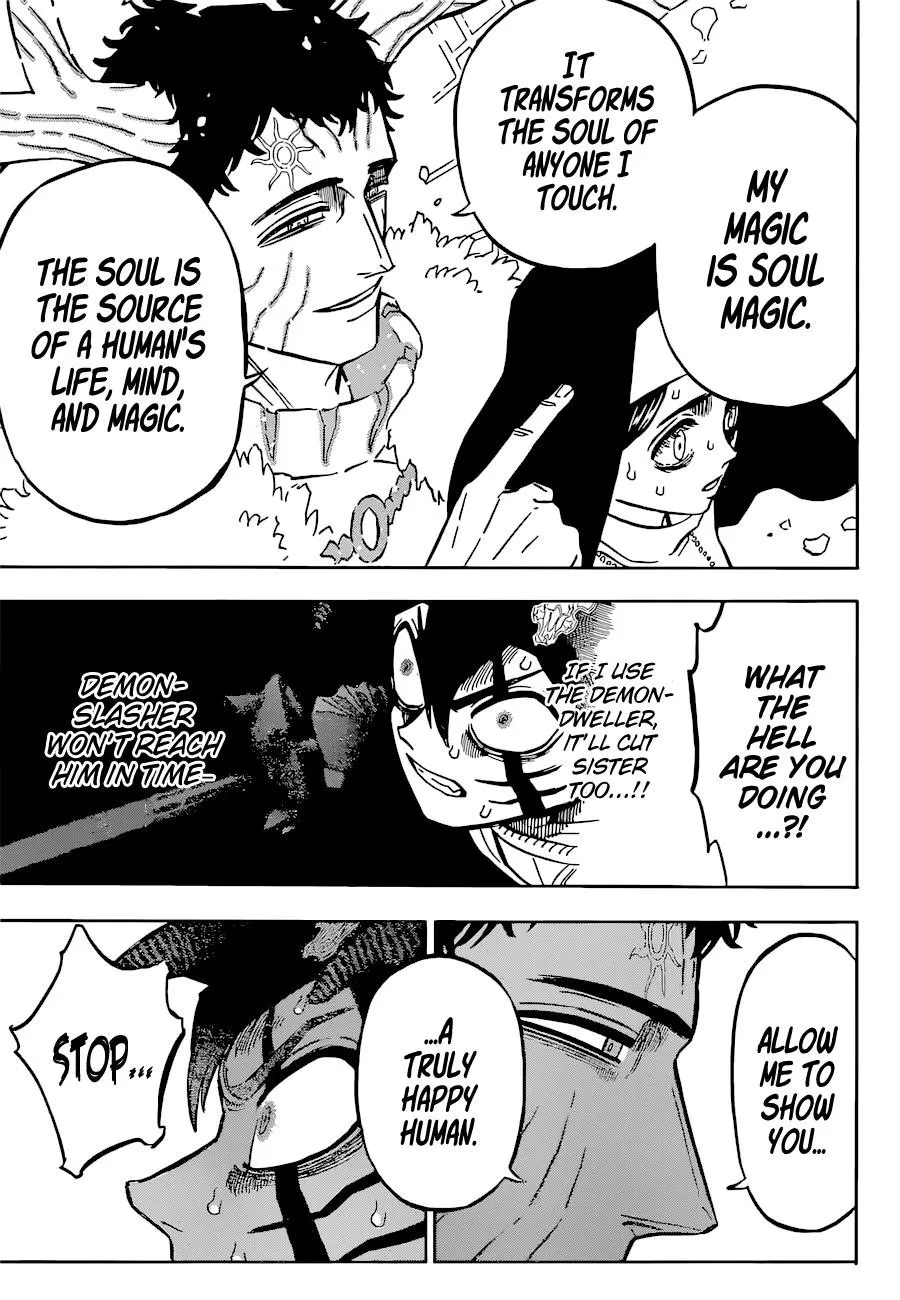 MY
MAGIC
IS SOUL
MAGIC.
IT
TRANSFORMS
THE SOUL OF
ANYONE I
TOUCH.
THE SOUL IS
THE SOURCE
OF A HUMAN'S
LIFE, MIND,
AND MAGIC.
WHAT
THE
HELL
ARE YOU
DOING
...?!
IF I USE
THE DEMON-
DWELLER,
IT'LL CUT
SISTER
TOO...!!
DEMON-
SLASHER
WON'T REACH
HIM IN TIME-
ALLOW
ME TO
SHOW
YOU...
...A
TRULY
HAPPY
HUMAN.
STOP...